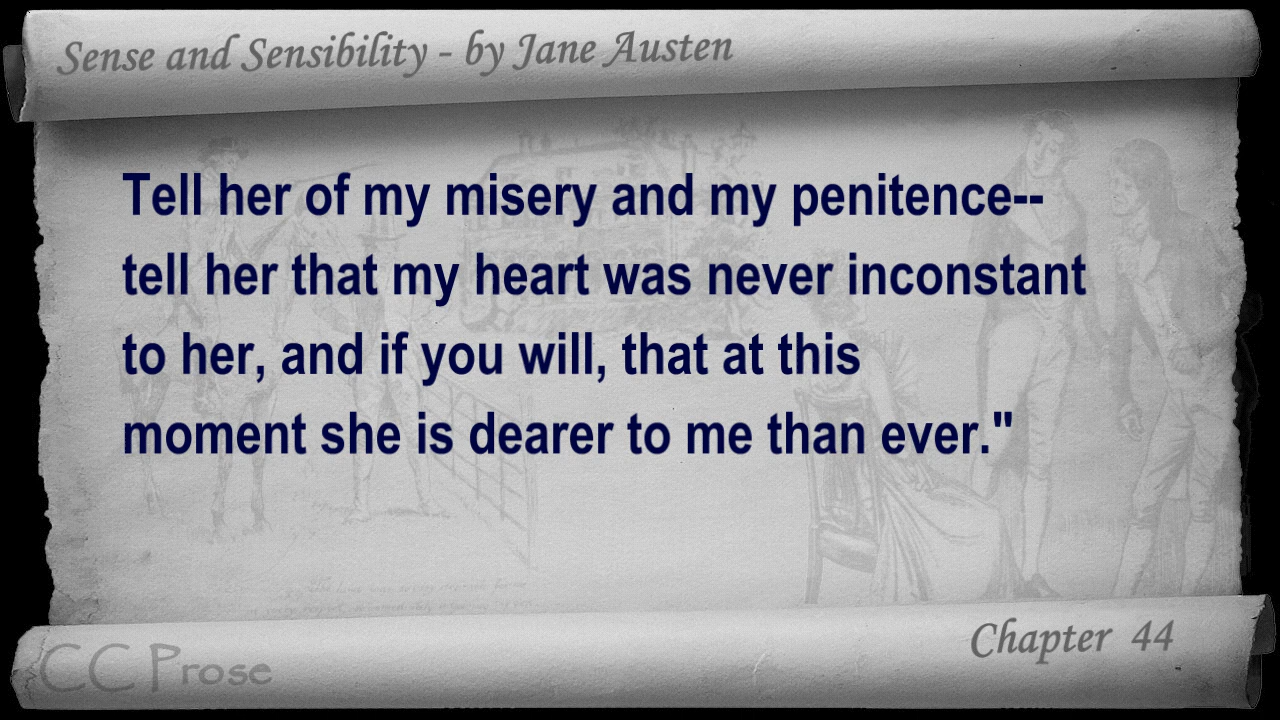 Sense and Sensibility - by Jane Austen
Tell her of my misery and my penitence--
tell her that my heart was never inconstant
to her, and if you will, that at this
moment she is dearer to me than ever."
Chapter 44
CC Prose